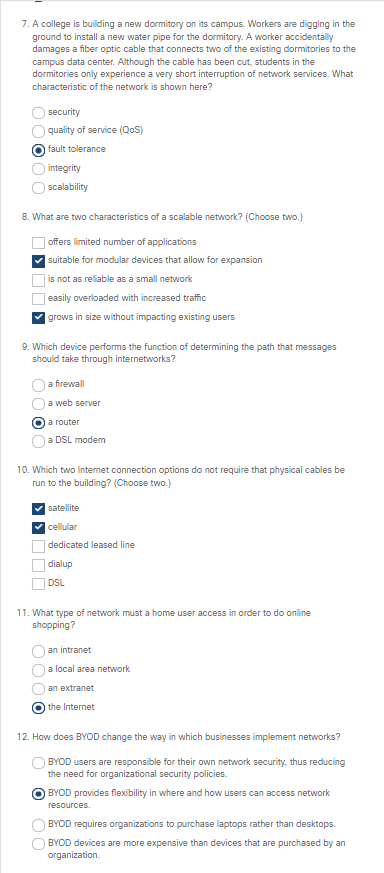 7. A college is building a new dormitory on its campus. Workers are digging in the
ground to install a new water pipe for the dormitory. A worker accidentally
damages a fiber optic cable that connects two of the existing dormitories to the
campus data center. Although the cable has been cut, students in the
dormitories only experience a very short interruption of network services. What
characteristic of the network is shown here?
security
quality of service (QoS)
fault tolerance
integrity
scalability
8. What are two characteristics of a scalable network? (Choose two.)
offers limited number of applications
suitable for modular devices that allow for expansion
is not as reliable as a small network
easily overloaded with increased traffic
grows in size without impacting existing users
9. Which device performs the function of determining the path that messages
should take through internetworks?
a firewall
a web server
a router
a DSL modem
10. Which two Internet connection options do not require that physical cables be
run to the building? (Choose two.)
satellite
cellular
dedicated leased line
dialup
DSL
11. What type of network must a home user access in order to do online
shopping?
an intranet
a local area network
an extranet
the Internet
12. How does BYOD change the way in which businesses implement networks?
BYOD users are responsible for their own network security, thus reducing
the need for organizational security policies.
BYOD provides flexibility in where and how users can access network
resources.
BYOD requires organizations to purchase laptops rather than desktops.
BYOD devices are more expensive than devices that are purchased by an
organization.